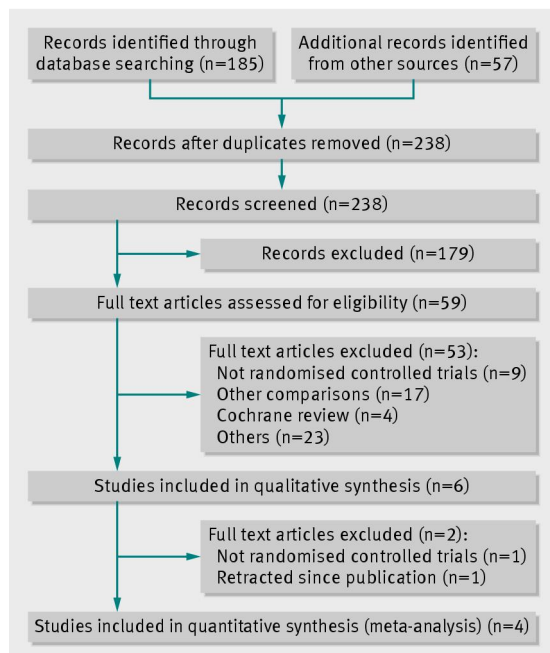 Records identified through
database searching (n=185)
Additional records identified
from other sources (n=57)
Records after duplicates removed (n=238)
Records screened (n=238)
Records excluded (n=179)
Full text articles assessed for eligibility (n=59)
Full text articles excluded (n=53):
Not randomised controlled trials (n=9)
Other comparisons (n=17)
Cochrane review (n=4)
Others (n=23)
Studies included in qualitative synthesis (n=6)
Full text articles excluded (n=2):
Not randomised controlled trials (n=1)
Retracted since publication (n=1)
Studies included in quantitative synthesis (meta-analysis) (n=4)